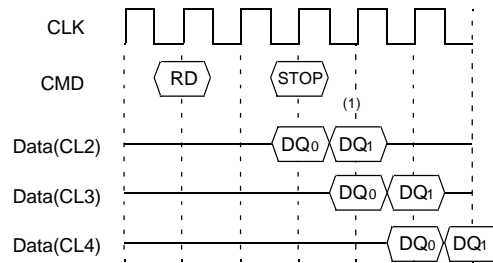 CLK
CMD RD STOP
(1)
Data(CL2) DQ0 DQ1
Data(CL3) DQ0 DQ1
Data(CL4) DQ0 DQ1